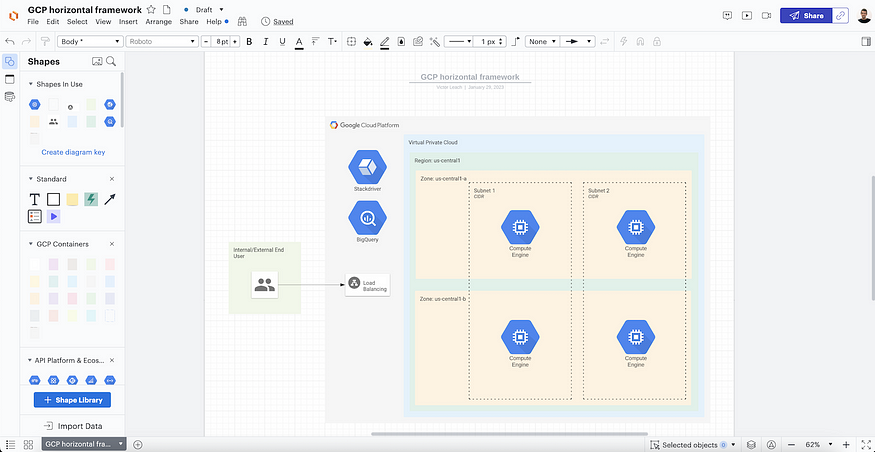 GCP horizontal framework
Draft
File Edit Select View Insert Arrange Share Help
Saved
Share
Body *
Roboto
8 pt
B I U A
1 px
None
Shapes
Shapes In Use
Create diagram key
Standard
GCP Containers
API Platform & Ecos...
Shape Library
Import Data
GCP horizontal framework
Victor Leach | January 29, 2023
Google Cloud Platform
Virtual Private Cloud
Region: us-central1
Zone: us-central1-a
Subnet 1
CIDR
Subnet 2
CIDR
Stackdriver
BigQuery
Compute
Engine
Compute
Engine
Internal/External End
User
Load
Balancing
Zone: us-central1-b
Compute
Engine
Compute
Engine
GCP horizontal fram...
Selected objects 0
62%